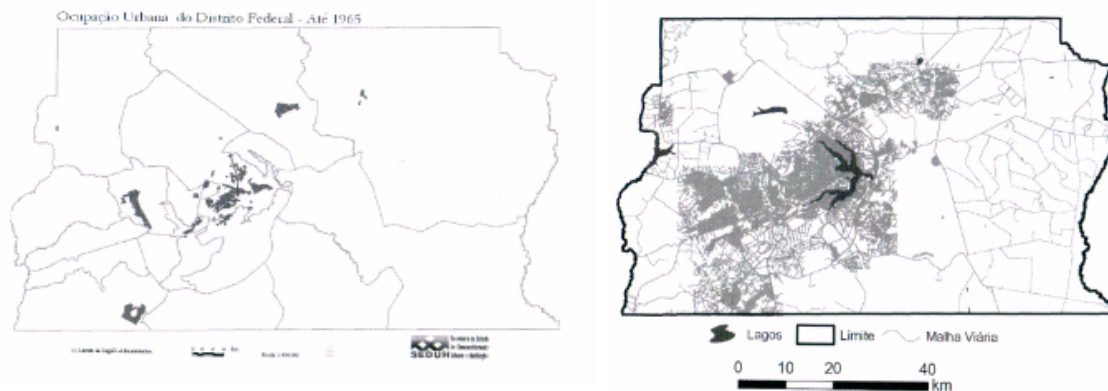 Ocupação Urbana do Distrito Federal - Até 1965
SEDUH
Lagos Limite Malha Viária
0 10 20 40
km